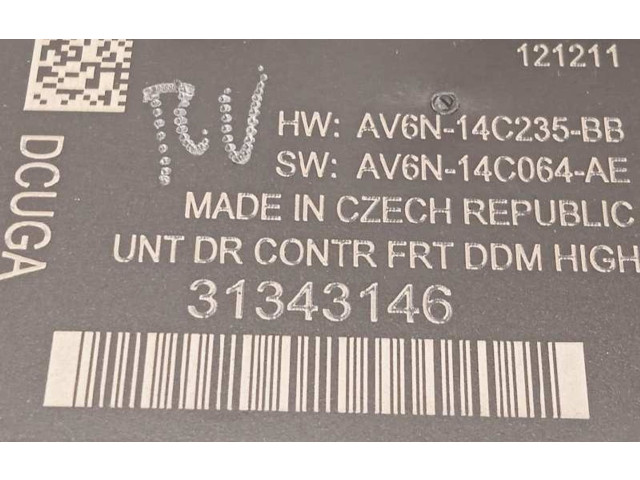 121211
HW: AV6N-14C235-BB
SW: AV6N-14C064-AE
MADE IN CZECH REPUBLIC
UNT DR CONTR FRT DDM HIGH
31343146
DCUGA